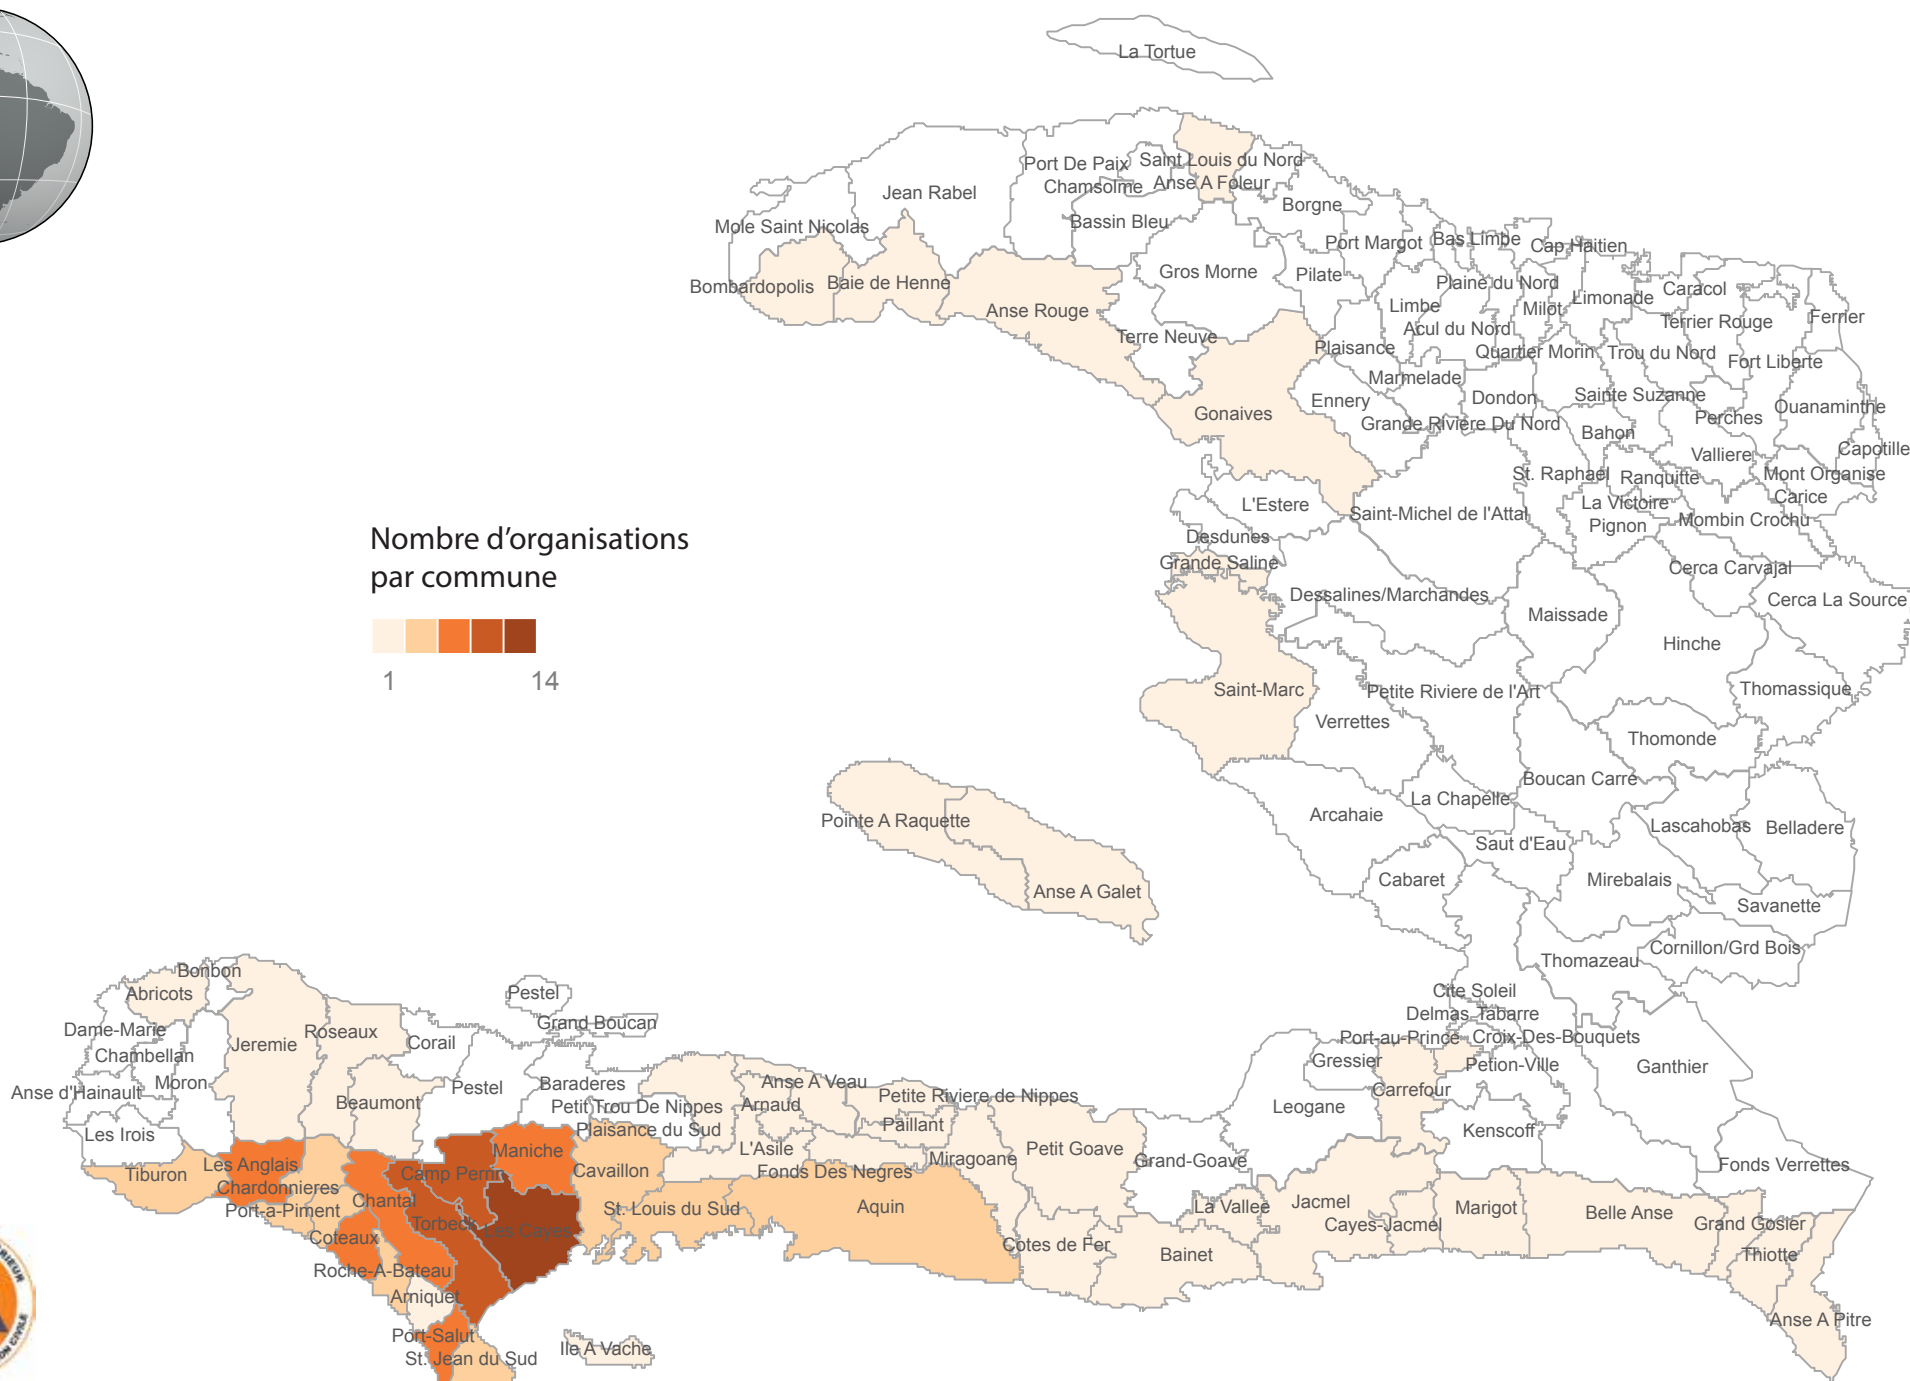 La Tortue
Port De Paix
Saint Louis du Nord
Chamsolme
Anse A Foleur
Jean Rabel
Borgne
Bassin Bleu
Mole Saint Nicolas
Port Margot
Bas Limbe
Cap Haitien
Gros Morne
Pilate
Bombardopolis
Baie de Henne
Plaine du Nord
Limonade
Caracol
Anse Rouge
Limbe
Milot
Terrier Rouge
Ferrier
Acul du Nord
Terre Neuve
Plaisance
Quartier Morin
Trou du Nord
Fort Liberte
Marmelade
Ennery
Dondon
Sainte Suzanne
Gonaives
Ouanaminthe
Grande Riviere Du Nord
Perches
Bahon
Capotille
Valliere
St. Raphael
Ranquitte
Mont Organise
Carice
L'Estere
La Victoire
Saint-Michel de l'Attal
Pignon
Mombin Crochu
Nombre d'organisations
par commune
1
14
Desdunes
Grande Saline
Cerca Carvajal
Dessalines/Marchandes
Cerca La Source
Maissade
Hinche
Saint-Marc
Petite Riviere de l'Art
Thomassique
Verrettes
Thomonde
Boucan Carre
La Chapelle
Arcahaie
Pointe A Raquette
Lascahobas
Belladere
Saut d'Eau
Cabaret
Mirebalais
Anse A Galet
Savanette
Cornillon/Grd Bois
Thomazeau
Bonbon
Abricots
Pestel
Cite Soleil
Delmas
Tabarre
Grand Boucan
Dame-Marie
Roseaux
Corail
Jeremie
Port-au-Prince
Croix-Des-Bouquets
Chambellan
Gressier
Petion-Ville
Ganthier
Anse d'Hainault
Moron
Pestel
Baraderes
Anse A Veau
Carrefour
Beaumont
Petit Trou De Nippes
Arnaud
Petite Riviere de Nippes
Leogane
Les Irois
Plaisance du Sud
Paillant
Kenscoff
Maniche
L'Asile
Petit Goave
Miragoane
Grand-Goave
Les Anglais
Tiburon
Camp Perrin
Cavaillon
Fonds Des Negres
Fonds Verrettes
Chardonnieres
Chantal
Port-a-Piment
St. Louis du Sud
Aquin
La Vallee
Jacmel
Marigot
Belle Anse
Torbeck
Les Cayes
Cayes-Jacmel
Grand Gosier
Coteaux
Cotes de Fer
Bainet
Thiotte
Roche-A-Bateau
Arniquet
Anse A Pitre
Port-Salut
Ile A Vache
St. Jean du Sud